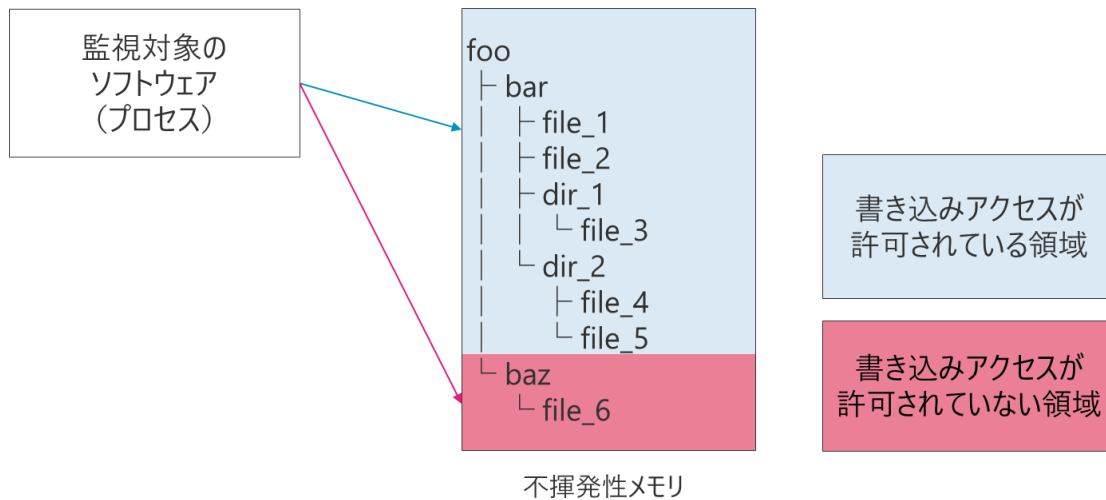 監視対象の
ソフトウェア
（プロセス）
foo
├ bar
│ ├ file_1
│ ├ file_2
│ ├ dir_1
│ │ └ file_3
│ └ dir_2
│   ├ file_4
│   └ file_5
└ baz
  └ file_6
不揮発性メモリ
書き込みアクセスが
許可されている領域
書き込みアクセスが
許可されていない領域